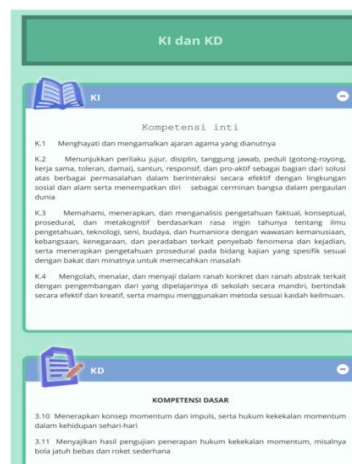 KI dan KD
KI
Kompetensi inti
K.1 Menghayati dan mengamalkan ajaran agama yang dianutnya
K.2 Menunjukkan perilaku jujur, disiplin, tanggung jawab, peduli (gotong-royong,
kerja sama, toleran, damai), santun, responsif, dan pro-aktif sebagai bagian dari solusi
atas berbagai permasalahan dalam berinteraksi secara efektif dengan lingkungan
sosial dan alam serta menempatkan diri sebagai cerminan bangsa dalam pergaulan
dunia
K.3 Memahami, menerapkan, dan menganalisis pengetahuan faktual, konseptual,
prosedural, dan metakognitif berdasarkan rasa ingin tahunya tentang ilmu
pengetahuan, teknologi, seni, budaya, dan humaniora dengan wawasan kemanusiaan,
kebangsaan, kenegaraan, dan peradaban terkait penyebab fenomena dan kejadian,
serta menerapkan pengetahuan prosedural pada bidang kajian yang spesifik sesuai
dengan bakat dan minatnya untuk memecahkan masalah
K.4 Mengolah, menalar, dan menyaji dalam ranah konkret dan ranah abstrak terkait
dengan pengembangan dari yang dipelajarinya di sekolah secara mandiri, bertindak
secara efektif dan kreatif, serta mampu menggunakan metoda sesuai kaidah keilmuan.
KD
KOMPETENSI DASAR
3.10 Menerapkan konsep momentum dan impuls, serta hukum kekekalan momentum
dalam kehidupan sehari-hari
3.11 Menyajikan hasil pengujian penerapan hukum kekekalan momentum, misalnya
bola jatuh bebas dan roket sederhana